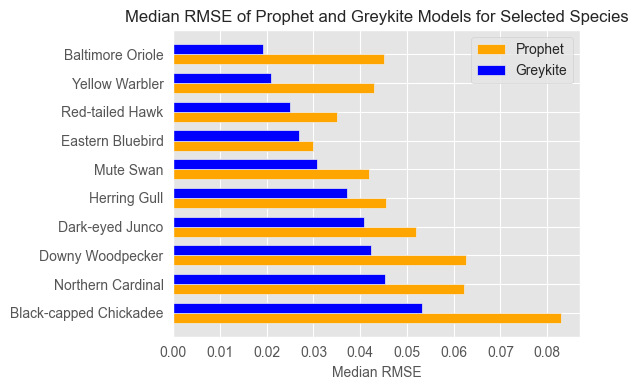 Median RMSE of Prophet and Greykite Models for Selected Species
Prophet
Greykite
Baltimore Oriole
Yellow Warbler
Red-tailed Hawk
Eastern Bluebird
Mute Swan
Herring Gull
Dark-eyed Junco
Downy Woodpecker
Northern Cardinal
Black-capped Chickadee
0.00 0.01 0.02 0.03 0.04 0.05 0.06 0.07 0.08
Median RMSE